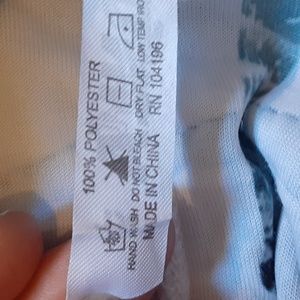 100% POLYESTER
HAND WASH DO NOT BLEACH DRY FLAT LOW TEMP IRON
MADE IN CHINA RN 104196